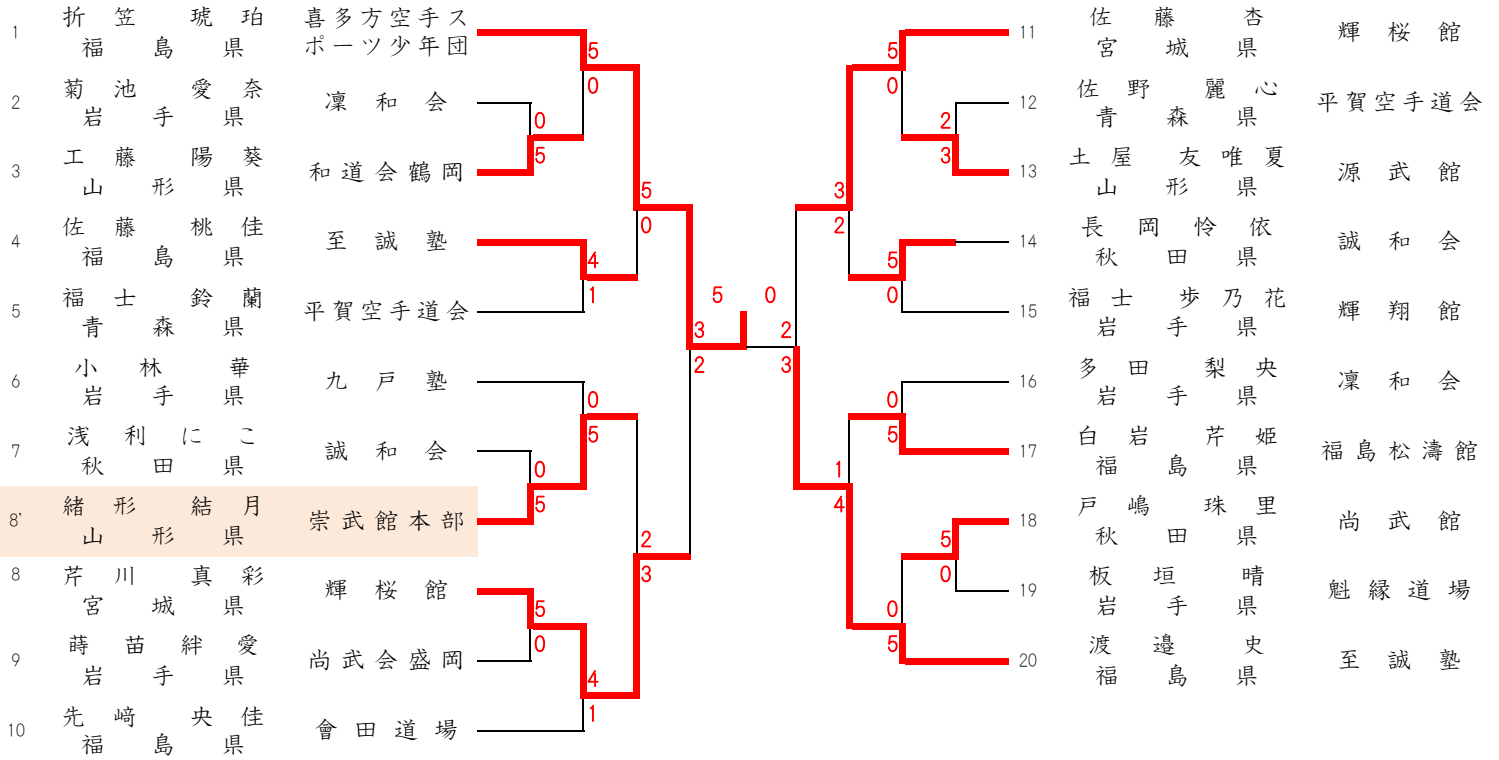 1 折笠 琥珀 喜多方空手ス
福島県 ポーツ少年団
2 菊池 愛奈 凜和会
岩手県
3 工藤 陽葵 和道会鶴岡
山形県
4 佐藤 桃佳 至誠塾
福島県
5 福士 鈴蘭 平賀空手道会
青森県
6 小林 華 九戸塾
岩手県
7 浅利にこ 誠和会
秋田県
8’ 緒形 結月 崇武館本部
山形県
8 芹川 真彩 輝桜館
宮城県
9 蒔苗絆愛 尚武会盛岡
岩手県
10 先﨑 央佳 會田道場
福島県
5
0
0
5
5
0
4
1
3
2
0
5
0
5
2
3
5
0
4
1
5 0
5
0
2
3
3
2
5
0
2
3
0
5
1
4
5
0
0
5
11 佐藤 杏 輝桜館
宮城県
12 佐野 麗心 平賀空手道会
青森県
13 土屋 友唯夏 源武館
山形県
14 長岡怜依 誠和会
秋田県
15 福士 歩乃花 輝翔館
岩手県
16 多田 梨央 凜和会
岩手県
17 白岩 芹姫 福島松濤館
福島県
18 戸嶋 珠里 尚武館
秋田県
19 板垣 晴 魁縁道場
岩手県
20 渡邉 史 至誠塾
福島県